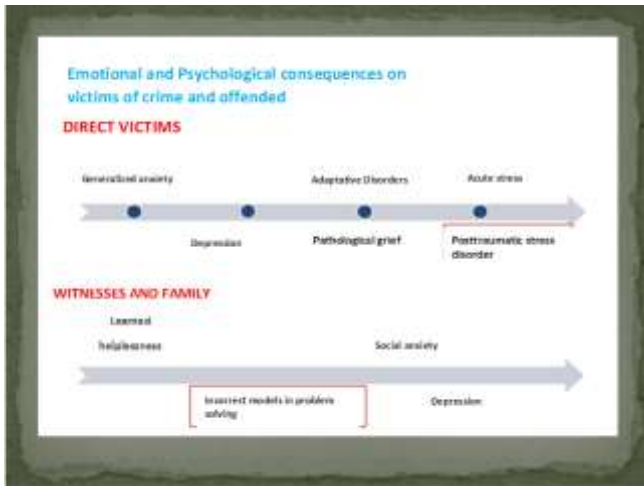 Emotional and Psychological consequences on
victims of crime and offended
DIRECT VICTIMS
Generalized anxiety
Adaptative Disorders
Acute stress
Depression
Pathological grief
Posttraumatic stress
disorder
WITNESSES AND FAMILY
Learned
helplessness
Social anxiety
Incorrect models in problem
solving
Depression